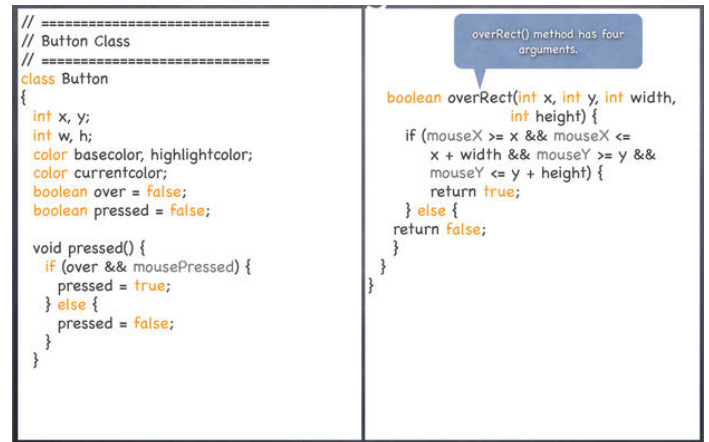 // =============================
// Button Class
// =============================
class Button
{
int x, y;
int w, h;
color basecolor, highlightcolor;
color currentcolor;
boolean over = false;
boolean pressed = false;
void pressed() {
if (over && mousePressed) {
pressed = true;
} else {
pressed = false;
}
}
overRect() method has four
arguments.
boolean overRect(int x, int y, int width,
int height) {
if (mouseX >= x && mouseX <=
x + width && mouseY >= y &&
mouseY <= y + height) {
return true;
} else {
return false;
}
}
}